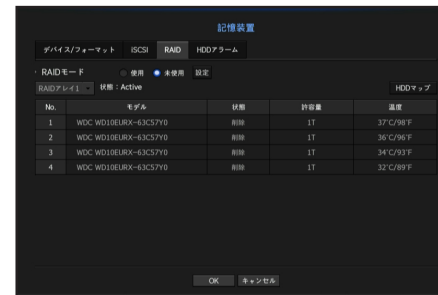 記憶装置
デバイス/フォーマット iSCSI RAID HDDアラーム
RAIDモード 使用 未使用 設定
RAIDアレイ1 状態 : Active HDDマップ
No. モデル 状態 許容量 温度
1 WDC WD10EURX-63C57Y0 削除 1T 37°C/98°F
2 WDC WD10EURX-63C57Y0 削除 1T 36°C/96°F
3 WDC WD10EURX-63C57Y0 削除 1T 34°C/93°F
4 WDC WD10EURX-63C57Y0 削除 1T 32°C/89°F
OK キャンセル